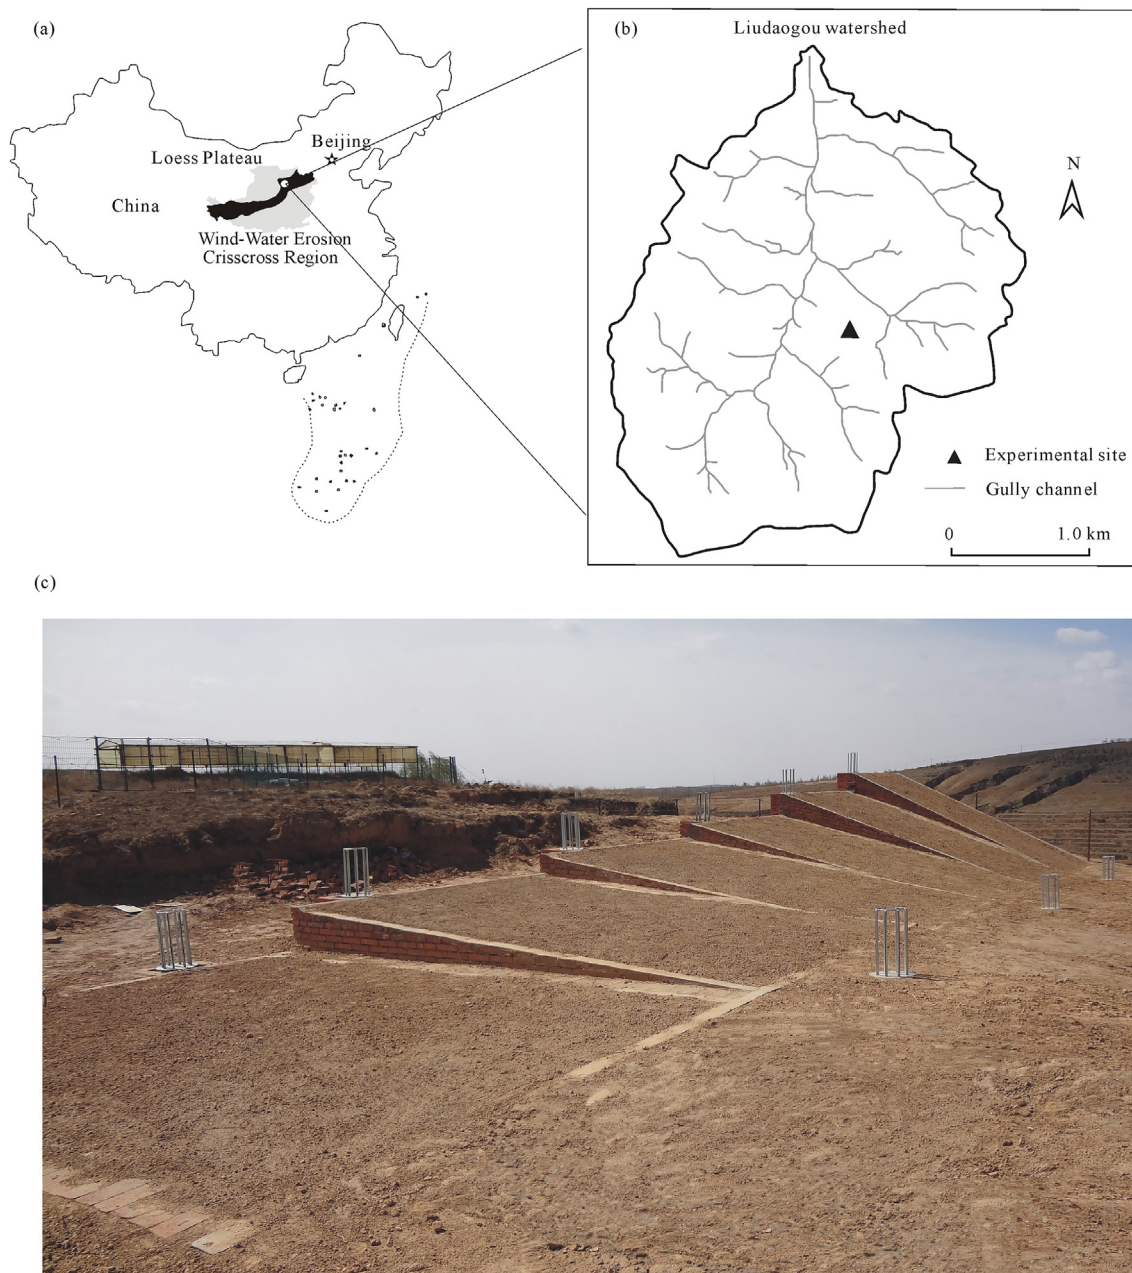 (a)
Beijing
Loess Plateau
China
Wind-Water Erosion
Crisscross Region
(b)
Liudaogou watershed
N
Experimental site
Gully channel
0 1.0 km
(c)